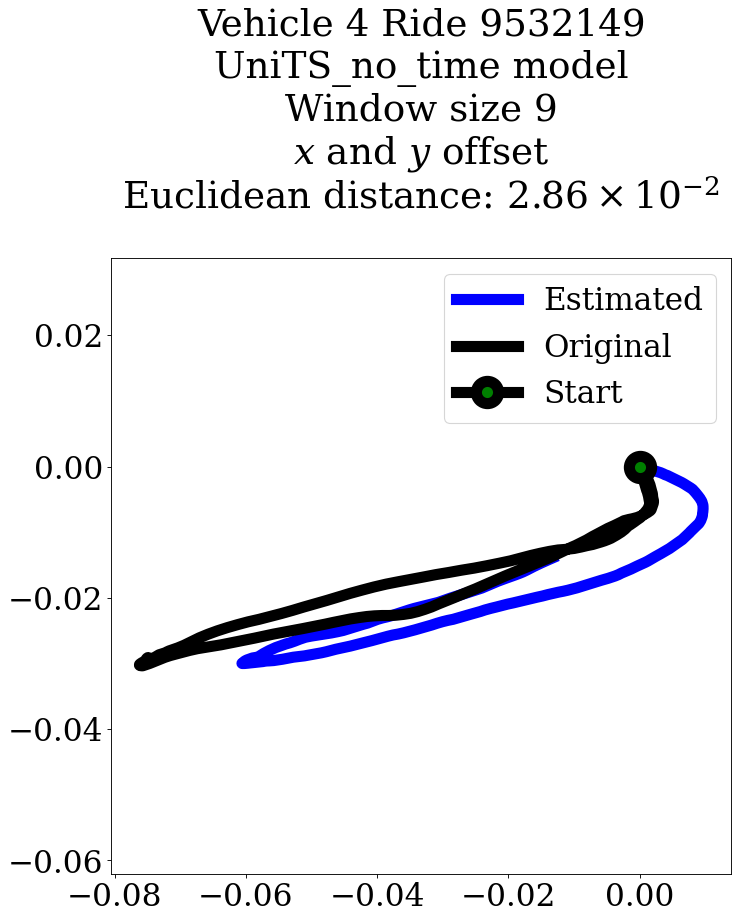 Vehicle 4 Ride 9532149
UniTS_no_time model
Window size 9
x and y offset
Euclidean distance: 2.86 × 10⁻²
Estimated
Original
Start
0.02
0.00
−0.02
−0.04
−0.06
−0.08 −0.06 −0.04 −0.02 0.00